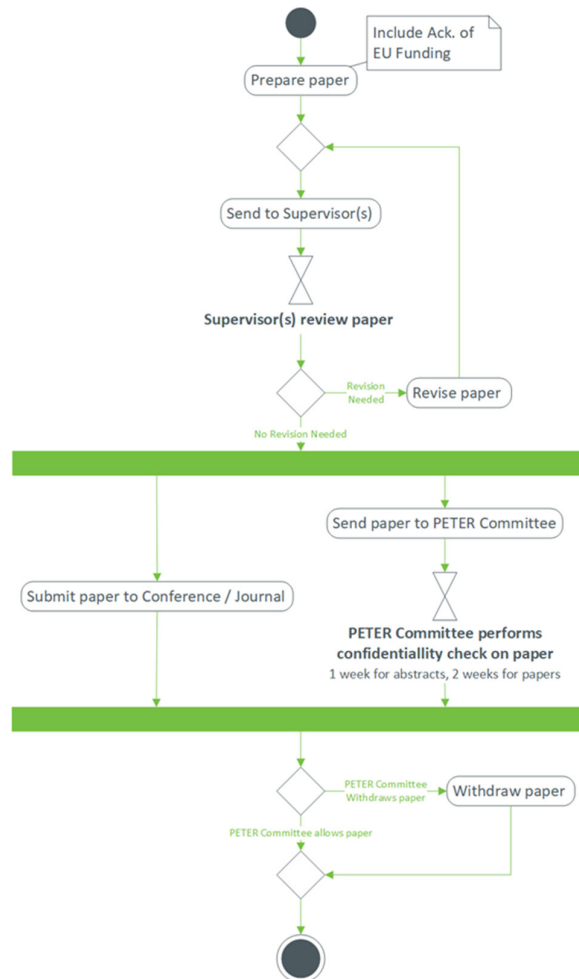 Include Ack. of
EU Funding
Prepare paper
Send to Supervisor(s)
Supervisor(s) review paper
Revision
Needed
Revise paper
No Revision Needed
Send paper to PETER Committee
Submit paper to Conference / Journal
PETER Committee performs
confidentiallity check on paper
1 week for abstracts, 2 weeks for papers
PETER Committee
Withdraws paper
Withdraw paper
PETER Committee allows paper